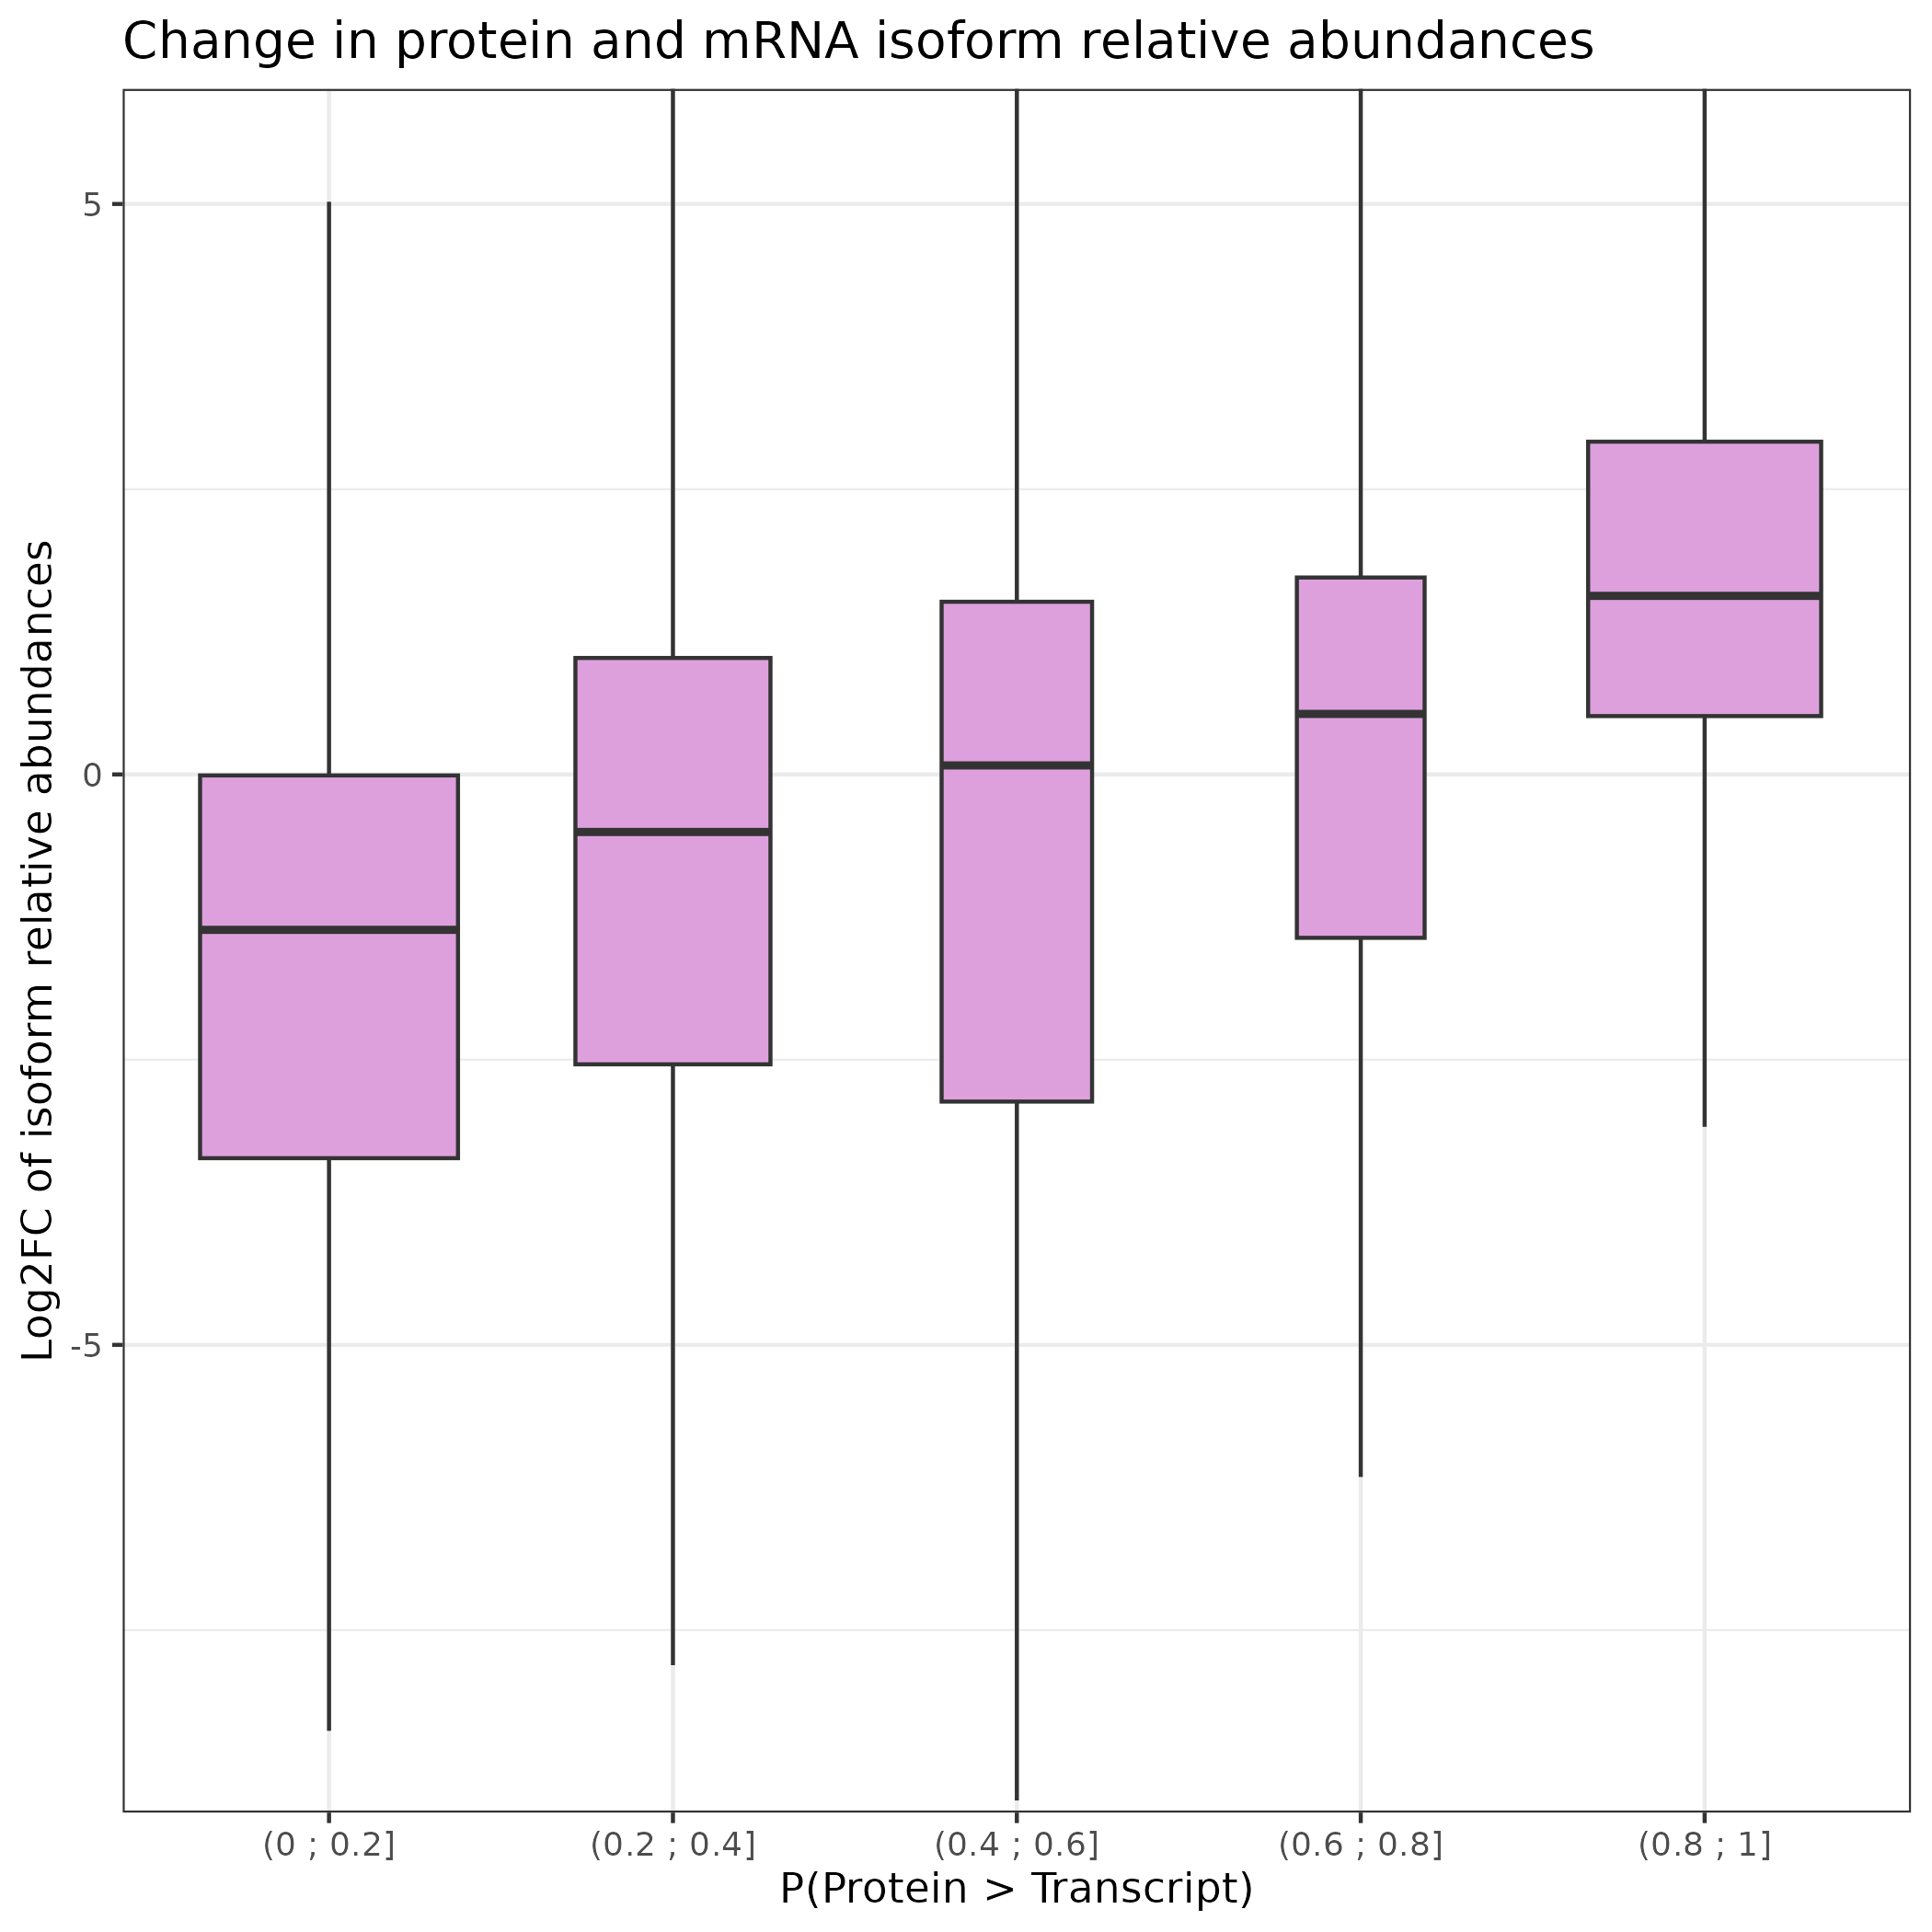 Change in protein and mRNA isoform relative abundances
Log2FC of isoform relative abundances
5
0
-5
(0 ; 0.2]
(0.2 ; 0.4]
(0.4 ; 0.6]
(0.6 ; 0.8]
(0.8 ; 1]
P(Protein > Transcript)